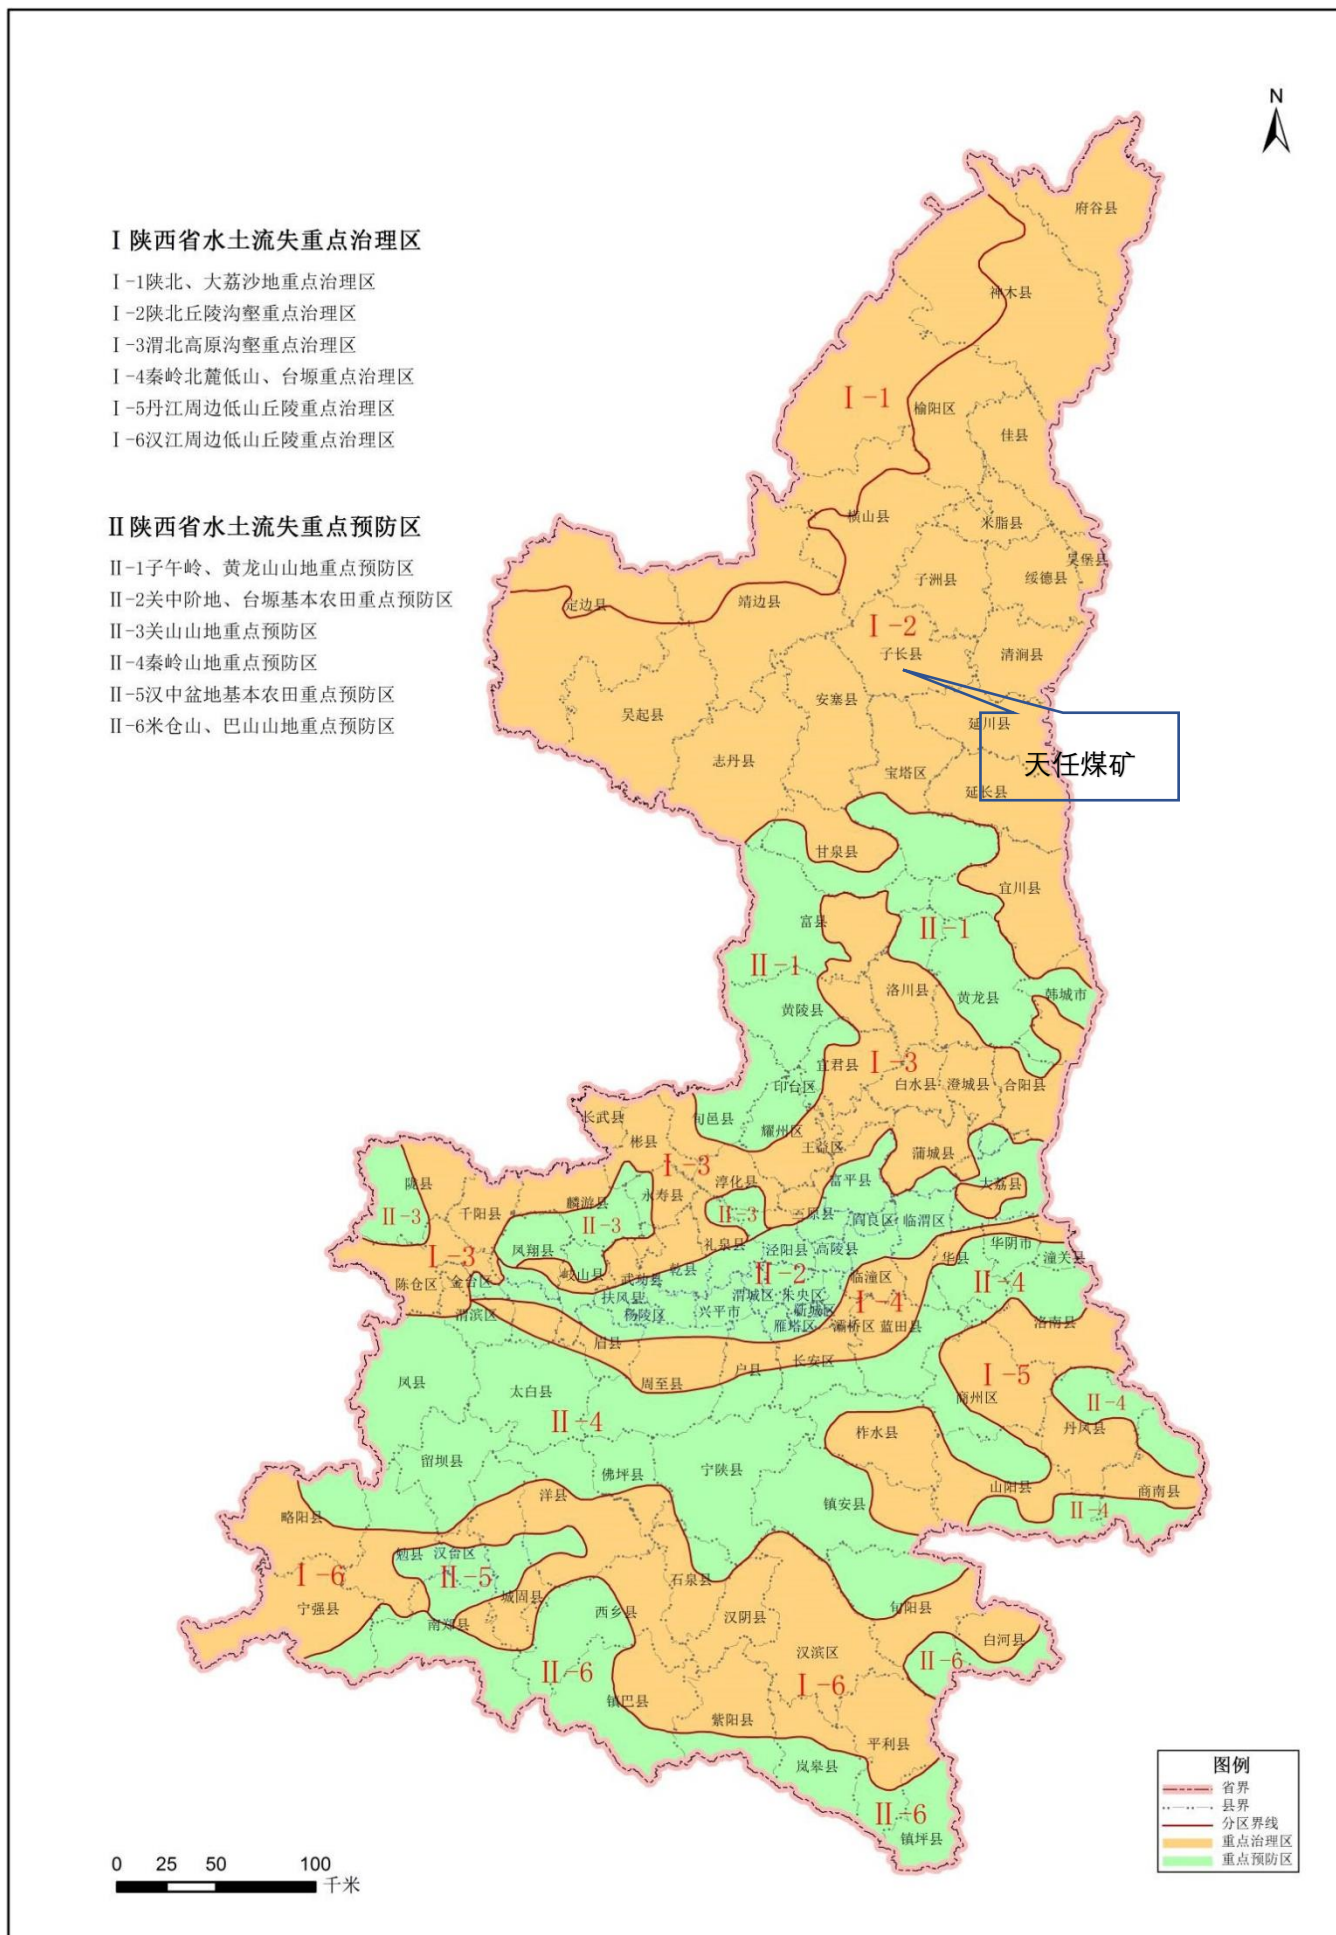 N
Ⅰ陕西省水土流失重点治理区
Ⅰ-1陕北、大荔沙地重点治理区
Ⅰ-2陕北丘陵沟壑重点治理区
Ⅰ-3渭北高原沟壑重点治理区
Ⅰ-4秦岭北麓低山、台塬重点治理区
Ⅰ-5丹江周边低山丘陵重点治理区
Ⅰ-6汉江周边低山丘陵重点治理区
Ⅱ陕西省水土流失重点预防区
Ⅱ-1子午岭、黄龙山山地重点预防区
Ⅱ-2关中阶地、台塬基本农田重点预防区
Ⅱ-3关山山地重点预防区
Ⅱ-4秦岭山地重点预防区
Ⅱ-5汉中盆地基本农田重点预防区
Ⅱ-6米仓山、巴山山地重点预防区
府谷县
神木县
Ⅰ-1
榆阳区
佳县
横山县
米脂县
吴堡县
子洲县
绥德县
定边县
靖边县
Ⅰ-2
子长县
清涧县
安塞县
吴起县
延川县
志丹县
宝塔区
天任煤矿
延长县
甘泉县
宜川县
富县
Ⅱ-1
Ⅱ-1
洛川县
黄龙县
韩城市
黄陵县
宜君县
Ⅰ-3
印台区
白水县
澄城县
合阳县
长武县
旬邑县
耀州区
彬县
王益区
蒲城县
Ⅰ-3
陇县
淳化县
富平县
大荔县
麟游县
永寿县
千阳县
Ⅱ-3
Ⅱ-3
Ⅱ-3
三原县
阎良区
临渭区
凤翔县
礼泉县
泾阳县
高陵县
华县
华阴市
潼关县
Ⅰ-3
岐山县
武功县
乾县
Ⅱ-2
临潼区
Ⅱ-4
陈仓区
金台区
扶风县
渭城区
未央区
Ⅰ-4
渭滨区
杨陵区
兴平市
新城区
雁塔区
灞桥区
蓝田县
洛南县
眉县
户县
长安区
凤县
太白县
周至县
Ⅰ-5
商州区
Ⅱ-4
Ⅱ-4
丹凤县
柞水县
留坝县
佛坪县
宁陕县
洋县
镇安县
山阳县
商南县
Ⅱ-4
略阳县
勉县
汉台区
Ⅰ-6
Ⅱ-5
石泉县
宁强县
城固县
南郑县
西乡县
汉阴县
旬阳县
白河县
汉滨区
Ⅱ-6
Ⅱ-6
Ⅰ-6
镇巴县
紫阳县
平利县
岚皋县
Ⅱ-6
镇坪县
图例
省界
县界
分区界线
重点治理区
重点预防区
0 25 50 100
千米